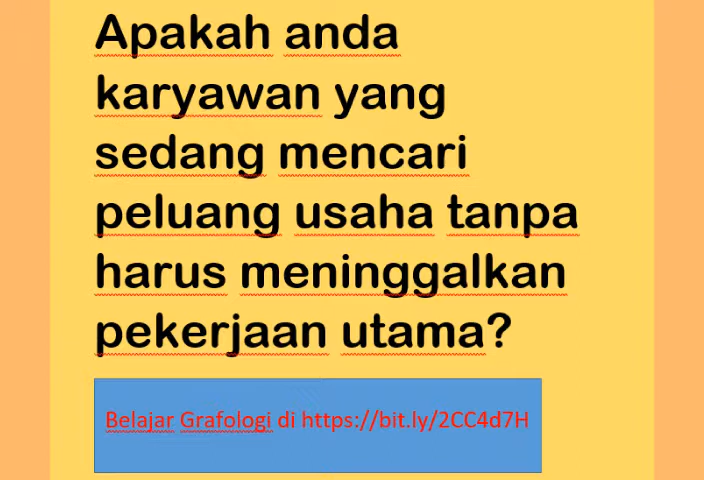 Apakah anda
karyawan yang
sedang mencari
peluang usaha tanpa
harus meninggalkan
pekerjaan utama?
Belajar Grafologi di https://bit.ly/2CC4d7H